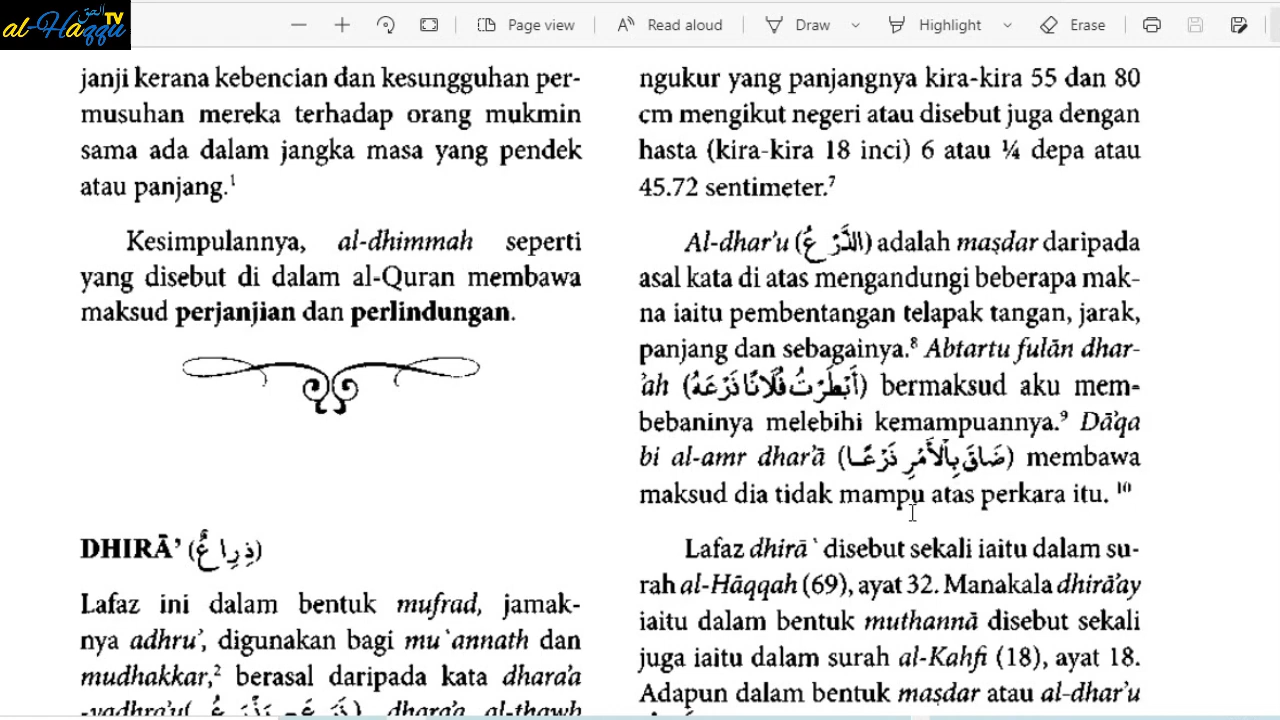 الحق TV
al-Haqqu
Page view
Read aloud
Draw
Highlight
Erase
janji kerana kebencian dan kesungguhan per-
musuhan mereka terhadap orang mukmin
sama ada dalam jangka masa yang pendek
atau panjang.¹
Kesimpulannya, al-dhimmah seperti
yang disebut di dalam al-Quran membawa
maksud perjanjian dan perlindungan.
DHIRĀ’ (ذِرَاعٌ)
Lafaz ini dalam bentuk mufrad, jamak-
nya adhru’, digunakan bagi mu`annath dan
mudhakkar,² berasal daripada kata dhara’a
-yadhra’u( ذَرَعَ - يَذْرَعُ ), dhara’a al-thawb
ngukur yang panjangnya kira-kira 55 dan 80
cm mengikut negeri atau disebut juga dengan
hasta (kira-kira 18 inci) 6 atau ¼ depa atau
45.72 sentimeter.⁷
Al-dhar’u (الذَّرْعُ) adalah maṣdar daripada
asal kata di atas mengandungi beberapa mak-
na iaitu pembentangan telapak tangan, jarak,
panjang dan sebagainya.⁸ Abtartu fulān dhar-
’ah (أَبْطَرْتُ فُلَانًا ذَرْعَهُ) bermaksud aku mem-
bebaninya melebihi kemampuannya.⁹ Dā’qa
bi al-amr dhar’ā (ضَاقَ بِالْأَمْرِ ذَرْعًا) membawa
maksud dia tidak mampu atas perkara itu. ¹⁰
Lafaz dhirā` disebut sekali iaitu dalam su-
rah al-Ḥāqqah (69), ayat 32. Manakala dhirā’ay
iaitu dalam bentuk muthannā disebut sekali
juga iaitu dalam surah al-Kahfi (18), ayat 18.
Adapun dalam bentuk maṣdar atau al-dhar’u